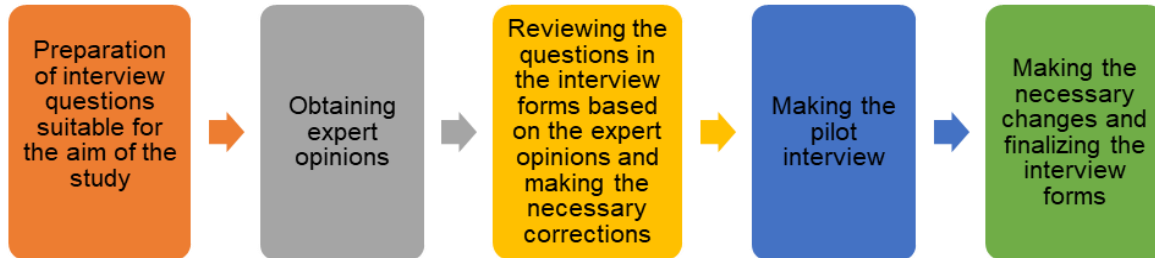 Preparation
of interview
questions
suitable for
the aim of the
study
Obtaining
expert
opinions
Reviewing the
questions in
the interview
forms based
on the expert
opinions and
making the
necessary
corrections
Making the
pilot
interview
Making the
necessary
changes and
finalizing the
interview
forms